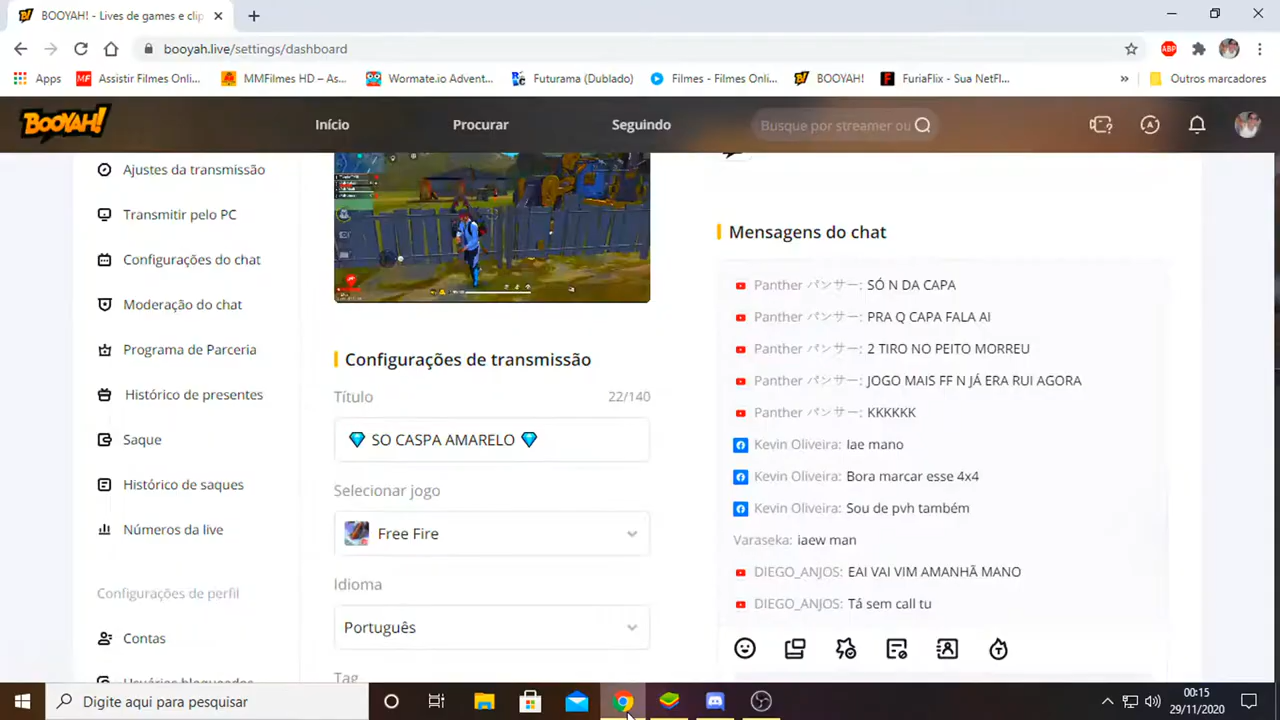 BOOYAH! - Lives de games e clip
booyah.live/settings/dashboard
ABP
Apps
MF Assistir Filmes Onli...
MMFilmes HD – As...
Wormate.io Advent...
Futurama (Dublado)
Filmes - Filmes Onli...
BOOYAH!
F FuriaFlix - Sua NetFl...
»
Outros marcadores
BOOYAH!
Início
Procurar
Seguindo
Busque por streamer ou
Ajustes da transmissão
Transmitir pelo PC
Configurações do chat
Moderação do chat
Programa de Parceria
Histórico de presentes
Saque
Histórico de saques
Números da live
Configurações de perfil
Contas
Usuários bloqueados
Configurações de transmissão
Título
22/140
💎 SO CASPA AMARELO 💎
Selecionar jogo
Free Fire
Idioma
Português
Tag
Mensagens do chat
Panther パンサー: SÓ N DA CAPA
Panther パンサー: PRA Q CAPA FALA AI
Panther パンサー: 2 TIRO NO PEITO MORREU
Panther パンサー: JOGO MAIS FF N JÁ ERA RUI AGORA
Panther パンサー: KKKKKK
Kevin Oliveira: Iae mano
Kevin Oliveira: Bora marcar esse 4x4
Kevin Oliveira: Sou de pvh também
Varaseka: iaew man
DIEGO_ANJOS: EAI VAI VIM AMANHÃ MANO
DIEGO_ANJOS: Tá sem call tu
Digite aqui para pesquisar
00:15
29/11/2020